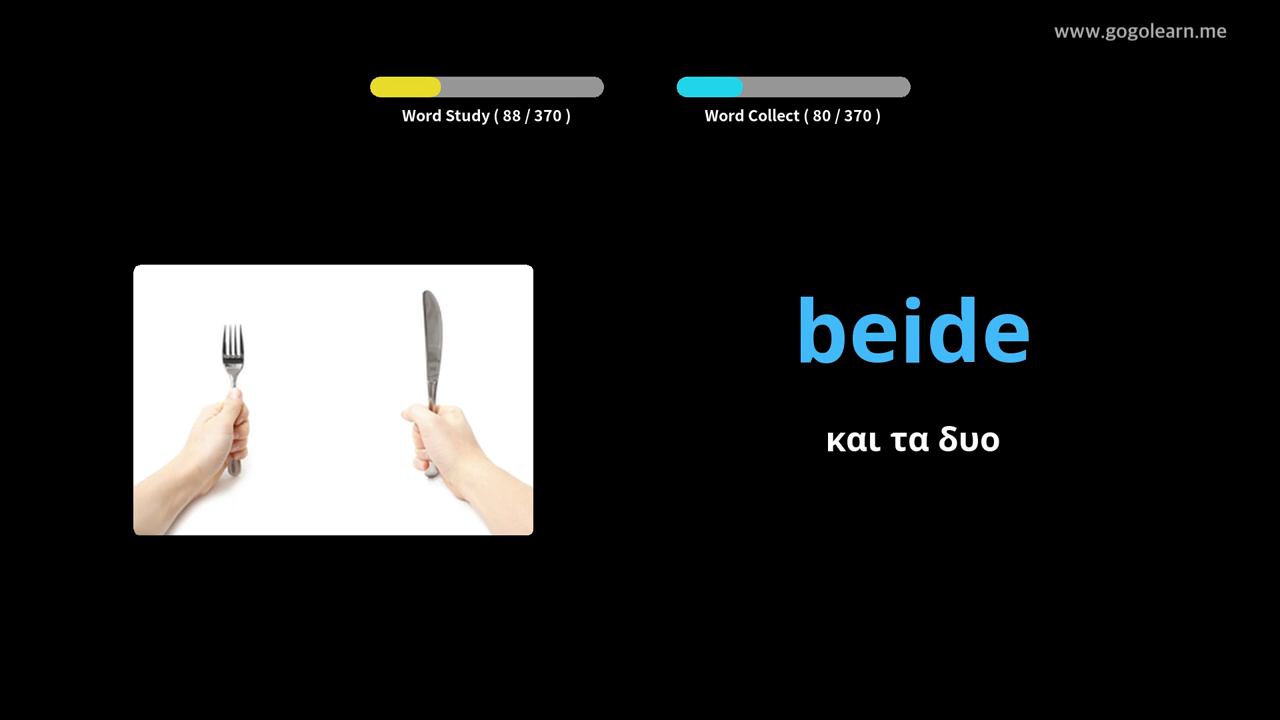 www.gogolearn.me
Word Study ( 88 / 370 )
Word Collect ( 80 / 370 )
beide
και τα δυο